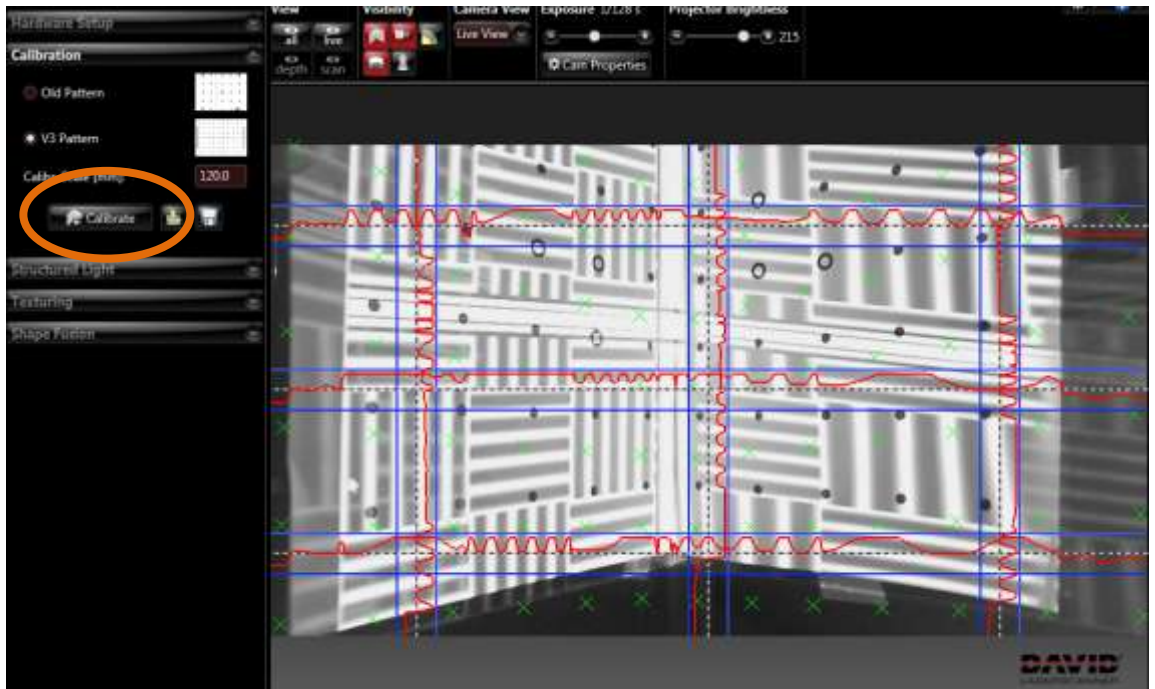 Hardware Setup
Calibration
Old Pattern
V3 Pattern
120.0
Calibrate
Structured Light
Texturing
Shape Fusion
View
all
live
depth
scan
Visibility
Camera View
Live View
Exposure 1/128 s
Cam Properties
Projector Brightness
215
DAVID